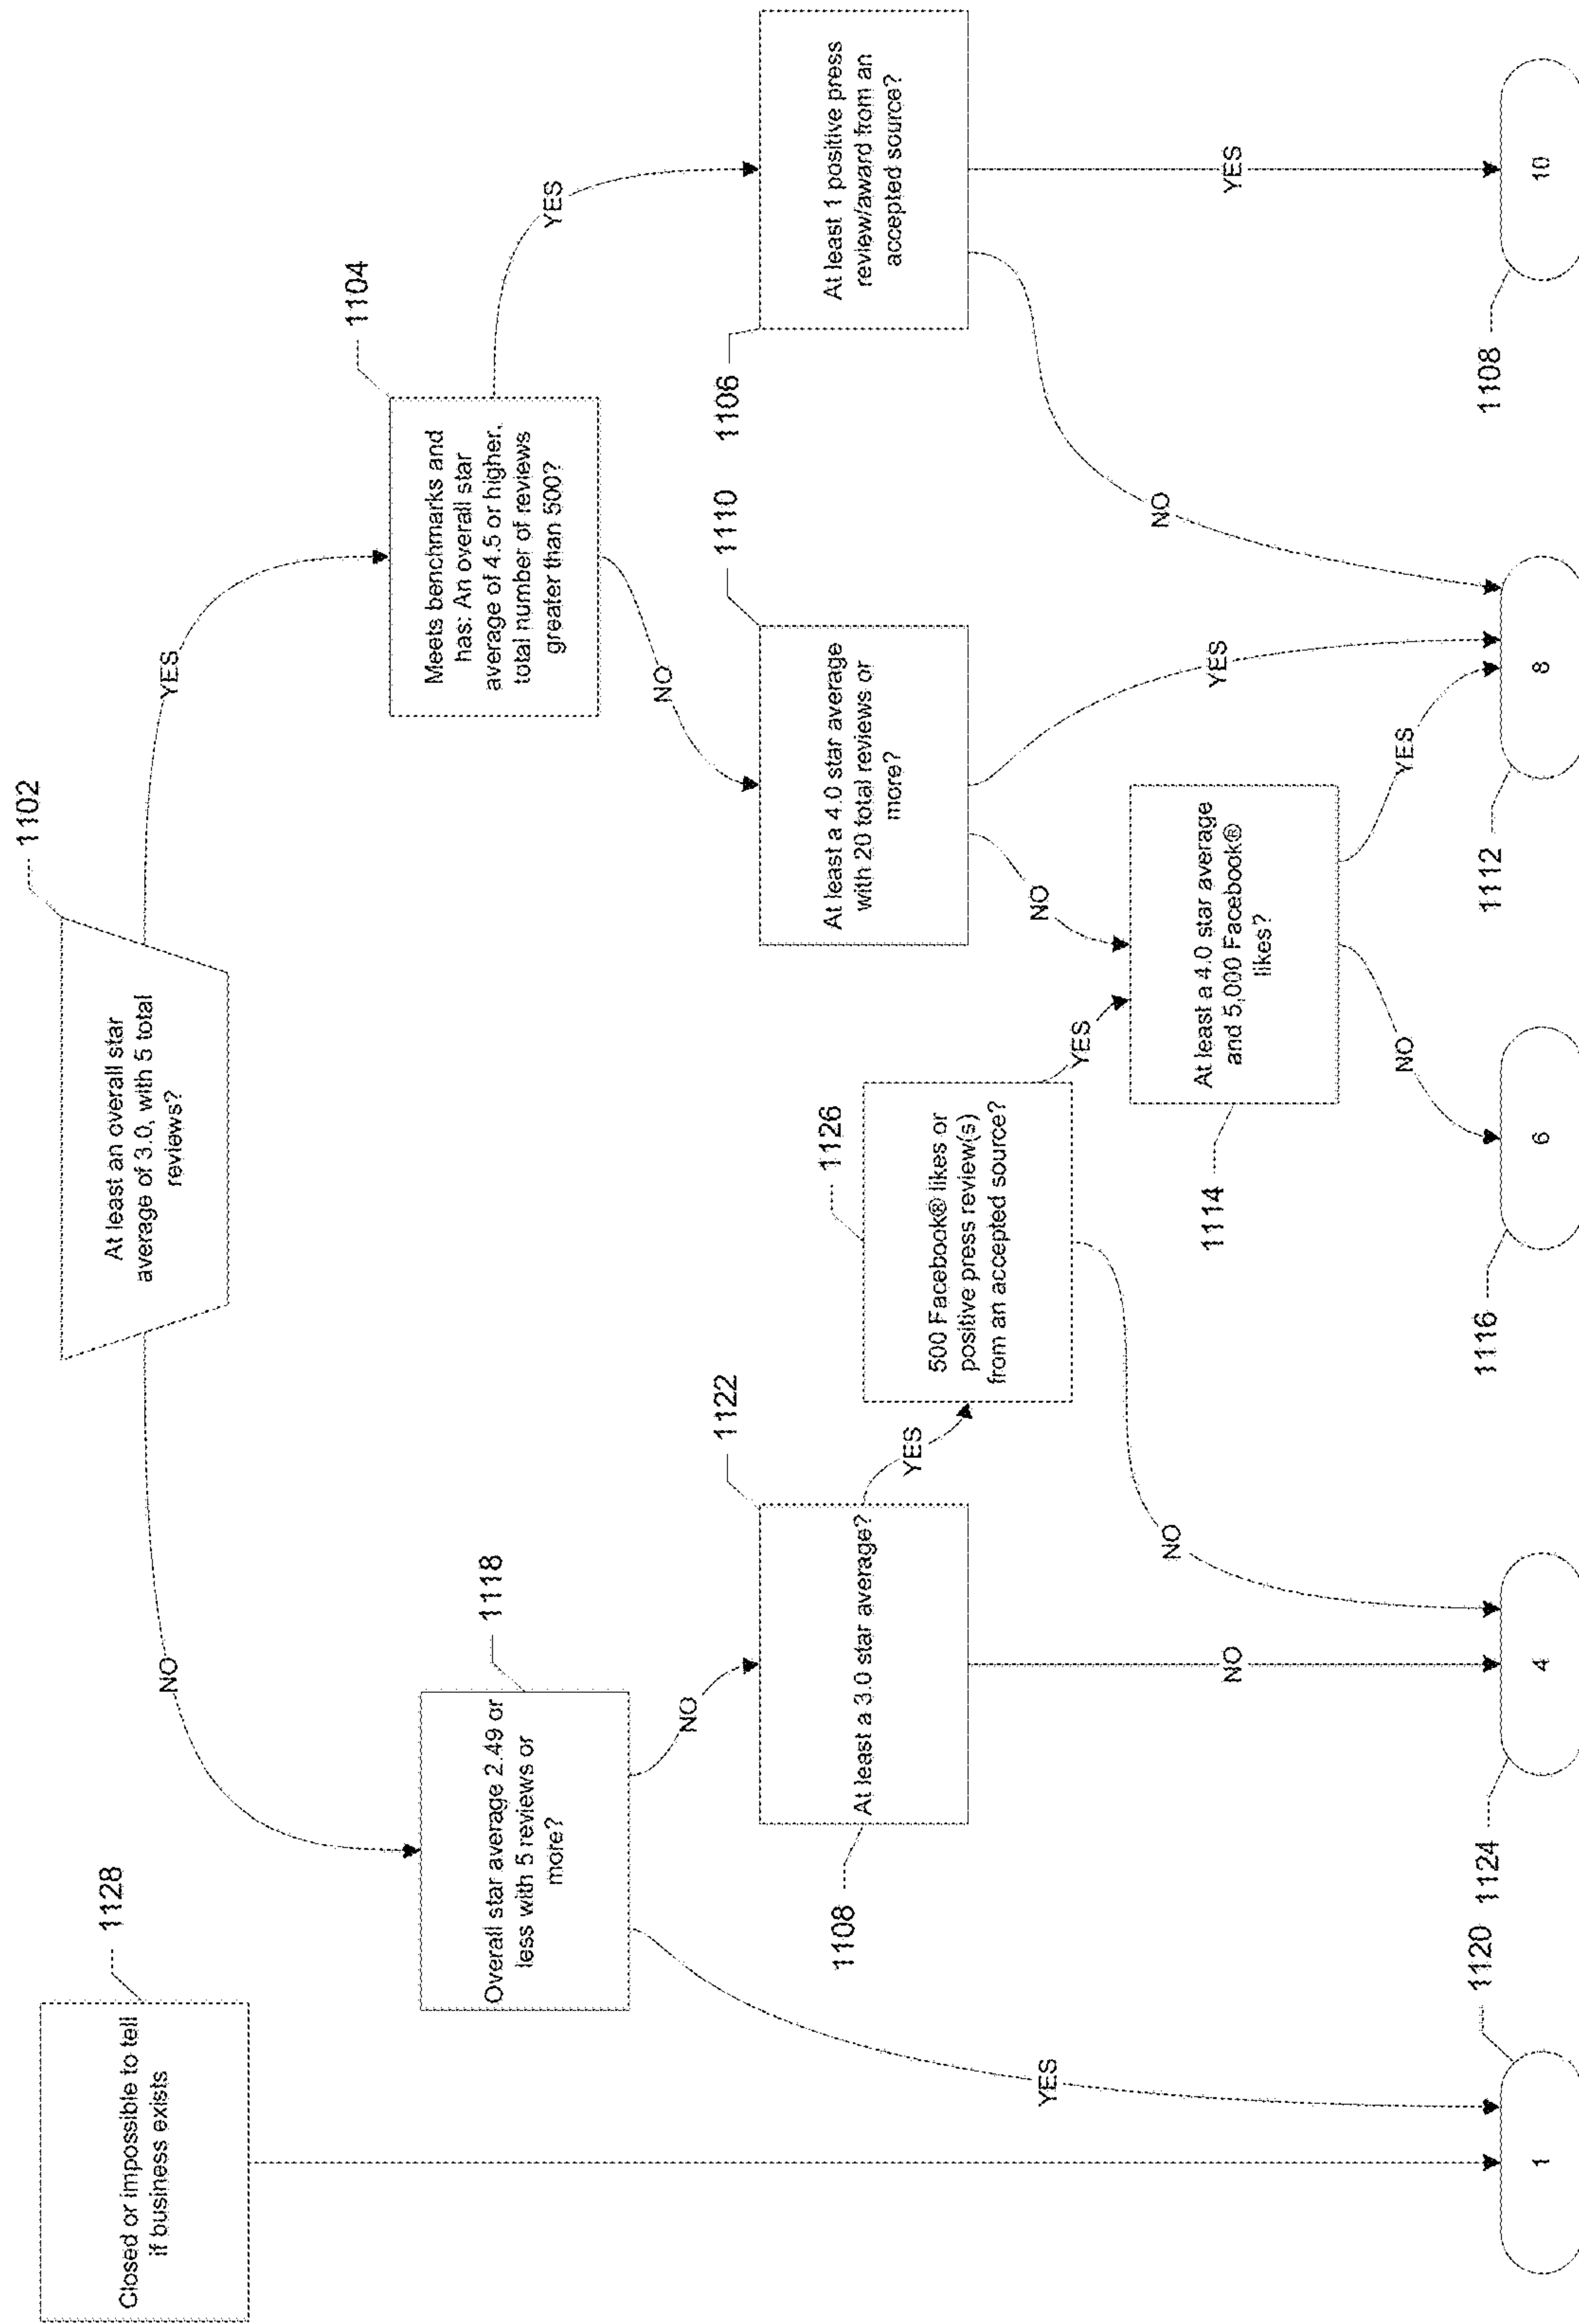 1102
At least an overall star
average of 3.0, with 5 total
reviews?
YES
NO
1128
Closed or impossible to tell
if business exists
1104
Meets benchmarks and
has: An overall star
average of 4.5 or higher,
total number of reviews
greater than 500?
YES
NO
1118
Overall star average 2.49 or
less with 5 reviews or
more?
NO
YES
1122
At least a 3.0 star average?
1108
YES
NO
1110
At least a 4.0 star average
with 20 total reviews or
more?
NO
YES
1106
At least 1 positive press
review/award from an
accepted source?
NO
YES
1126
500 Facebook® likes or
positive press review(s)
from an accepted source?
YES
NO
At least a 4.0 star average
and 5,000 Facebook®
likes?
1114
YES
NO
1120
1
1124
4
1116
6
1112
8
1108
10